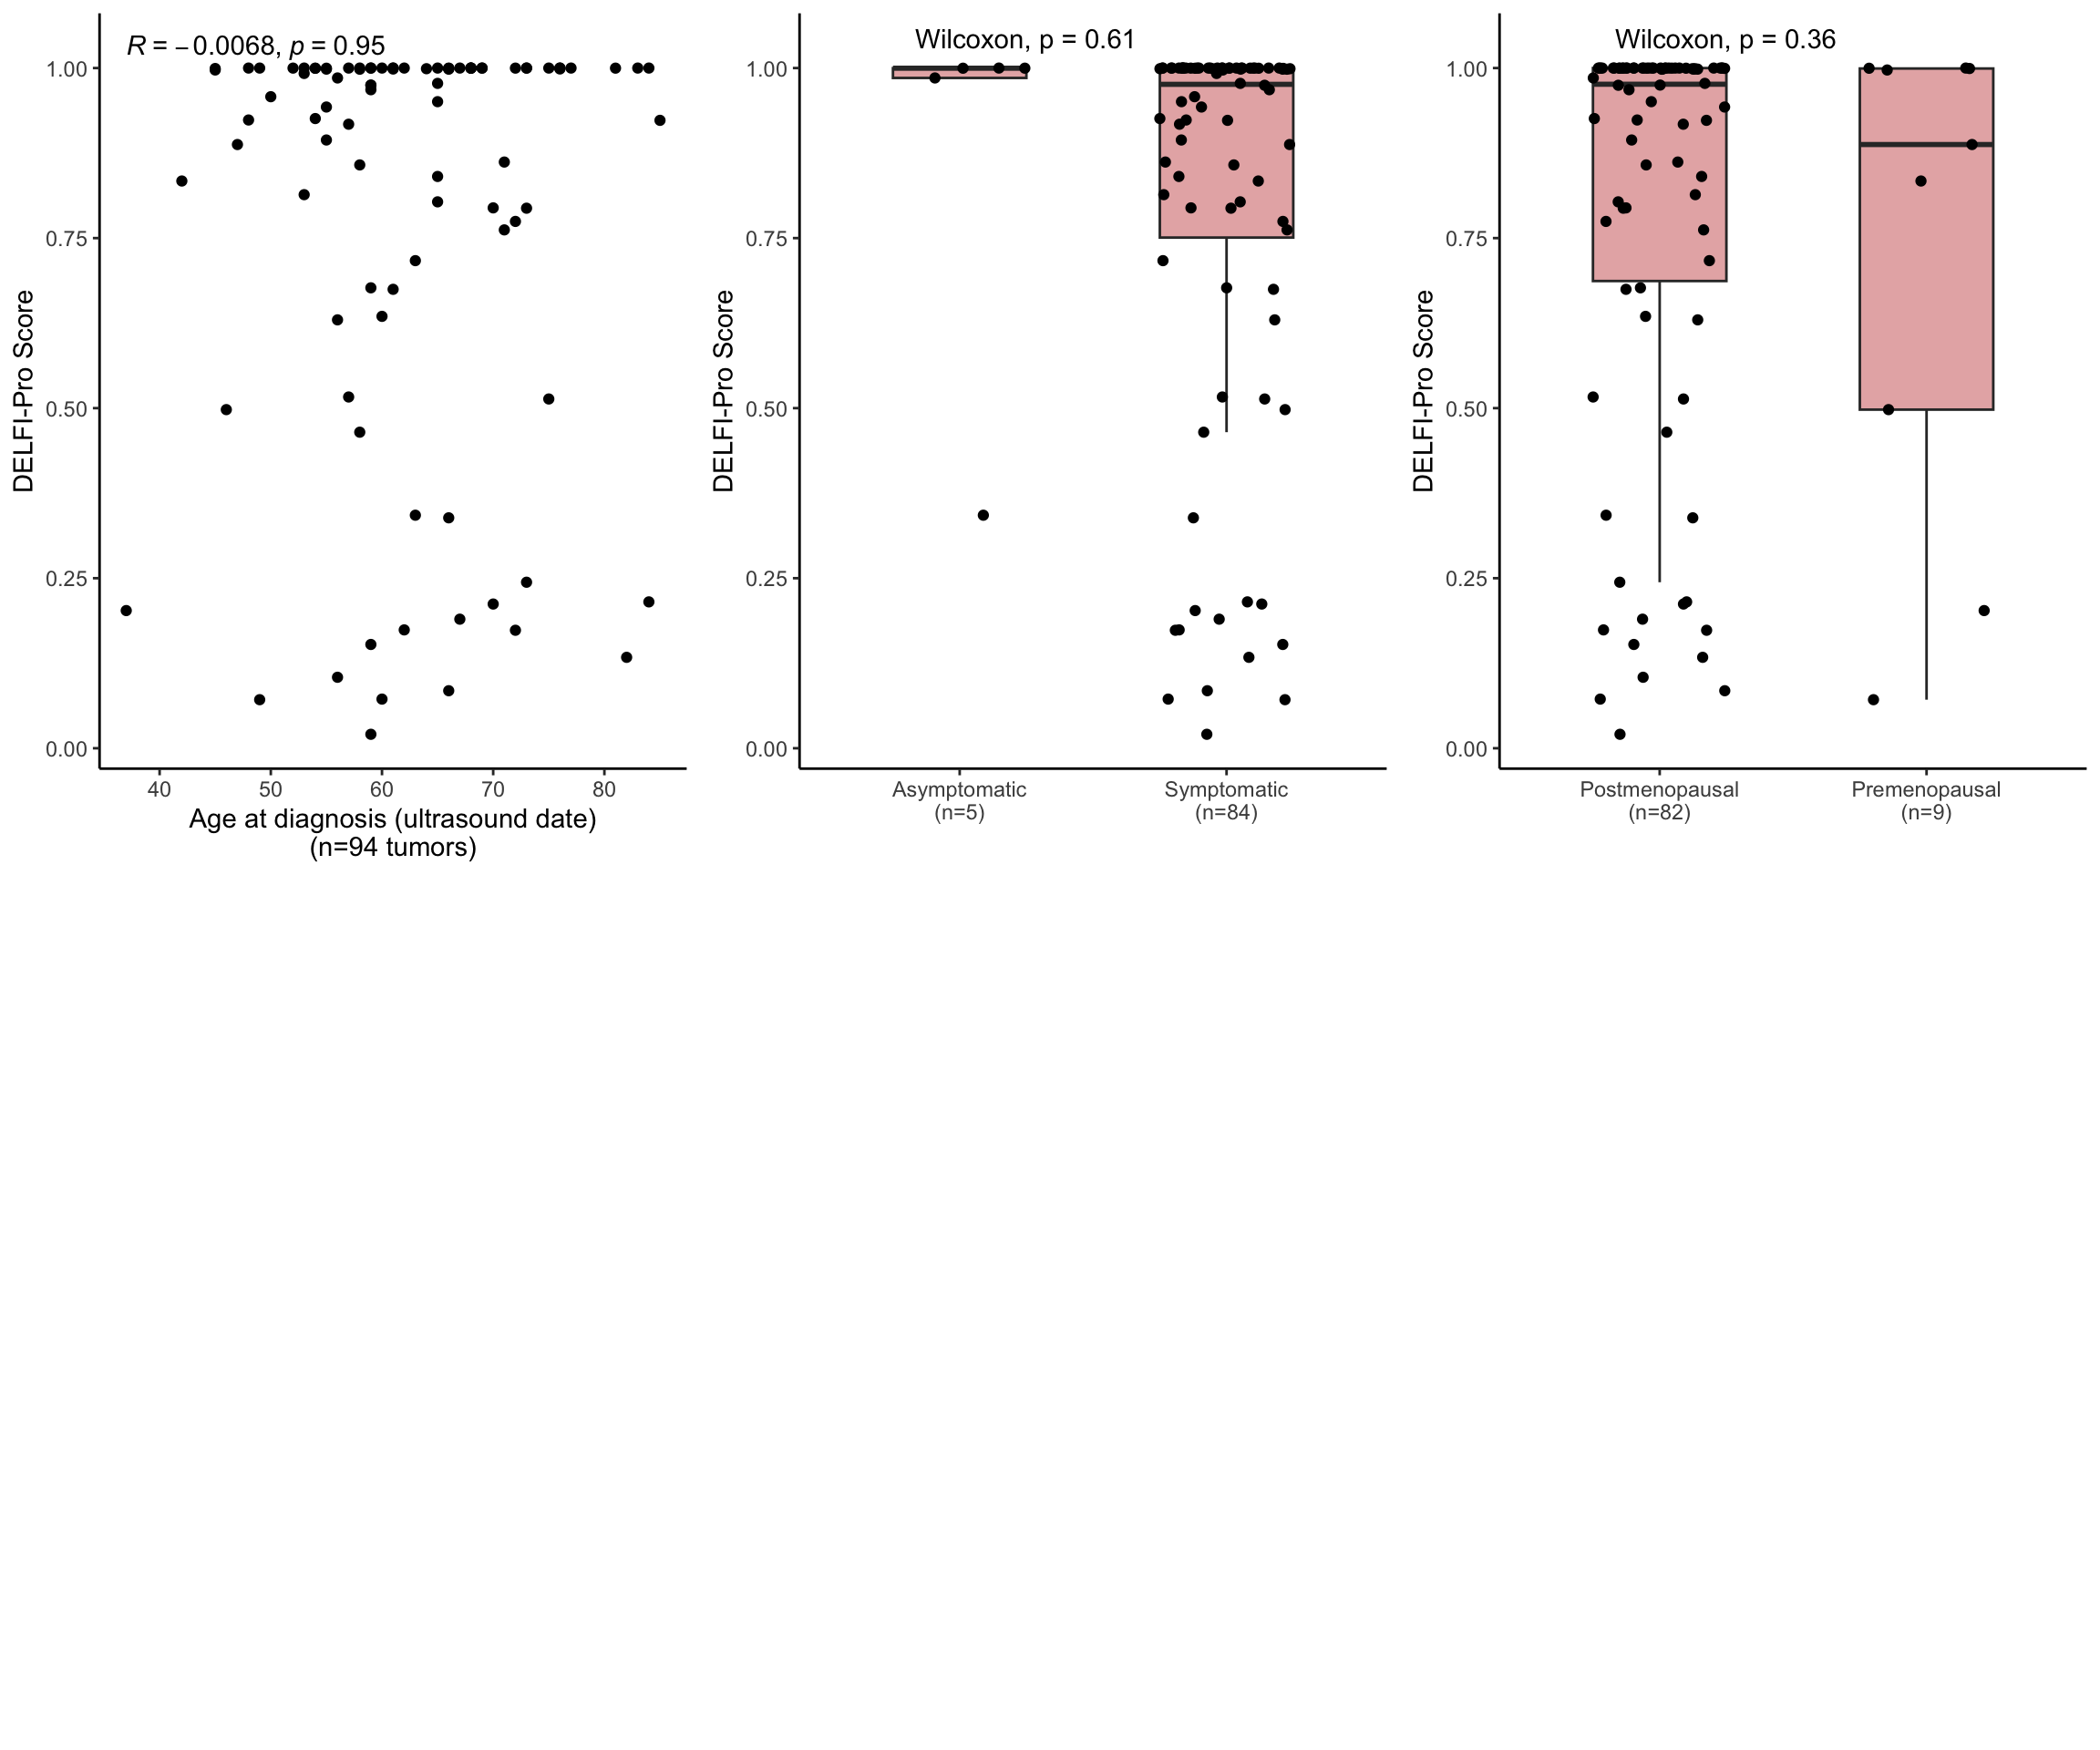 R = −0.0068, p = 0.95
DELFI-Pro Score
1.00
0.75
0.50
0.25
0.00
40 50 60 70 80
Age at diagnosis (ultrasound date)
(n=94 tumors)
Wilcoxon, p = 0.61
DELFI-Pro Score
1.00
0.75
0.50
0.25
0.00
Asymptomatic
(n=5)
Symptomatic
(n=84)
Wilcoxon, p = 0.36
DELFI-Pro Score
1.00
0.75
0.50
0.25
0.00
Postmenopausal
(n=82)
Premenopausal
(n=9)